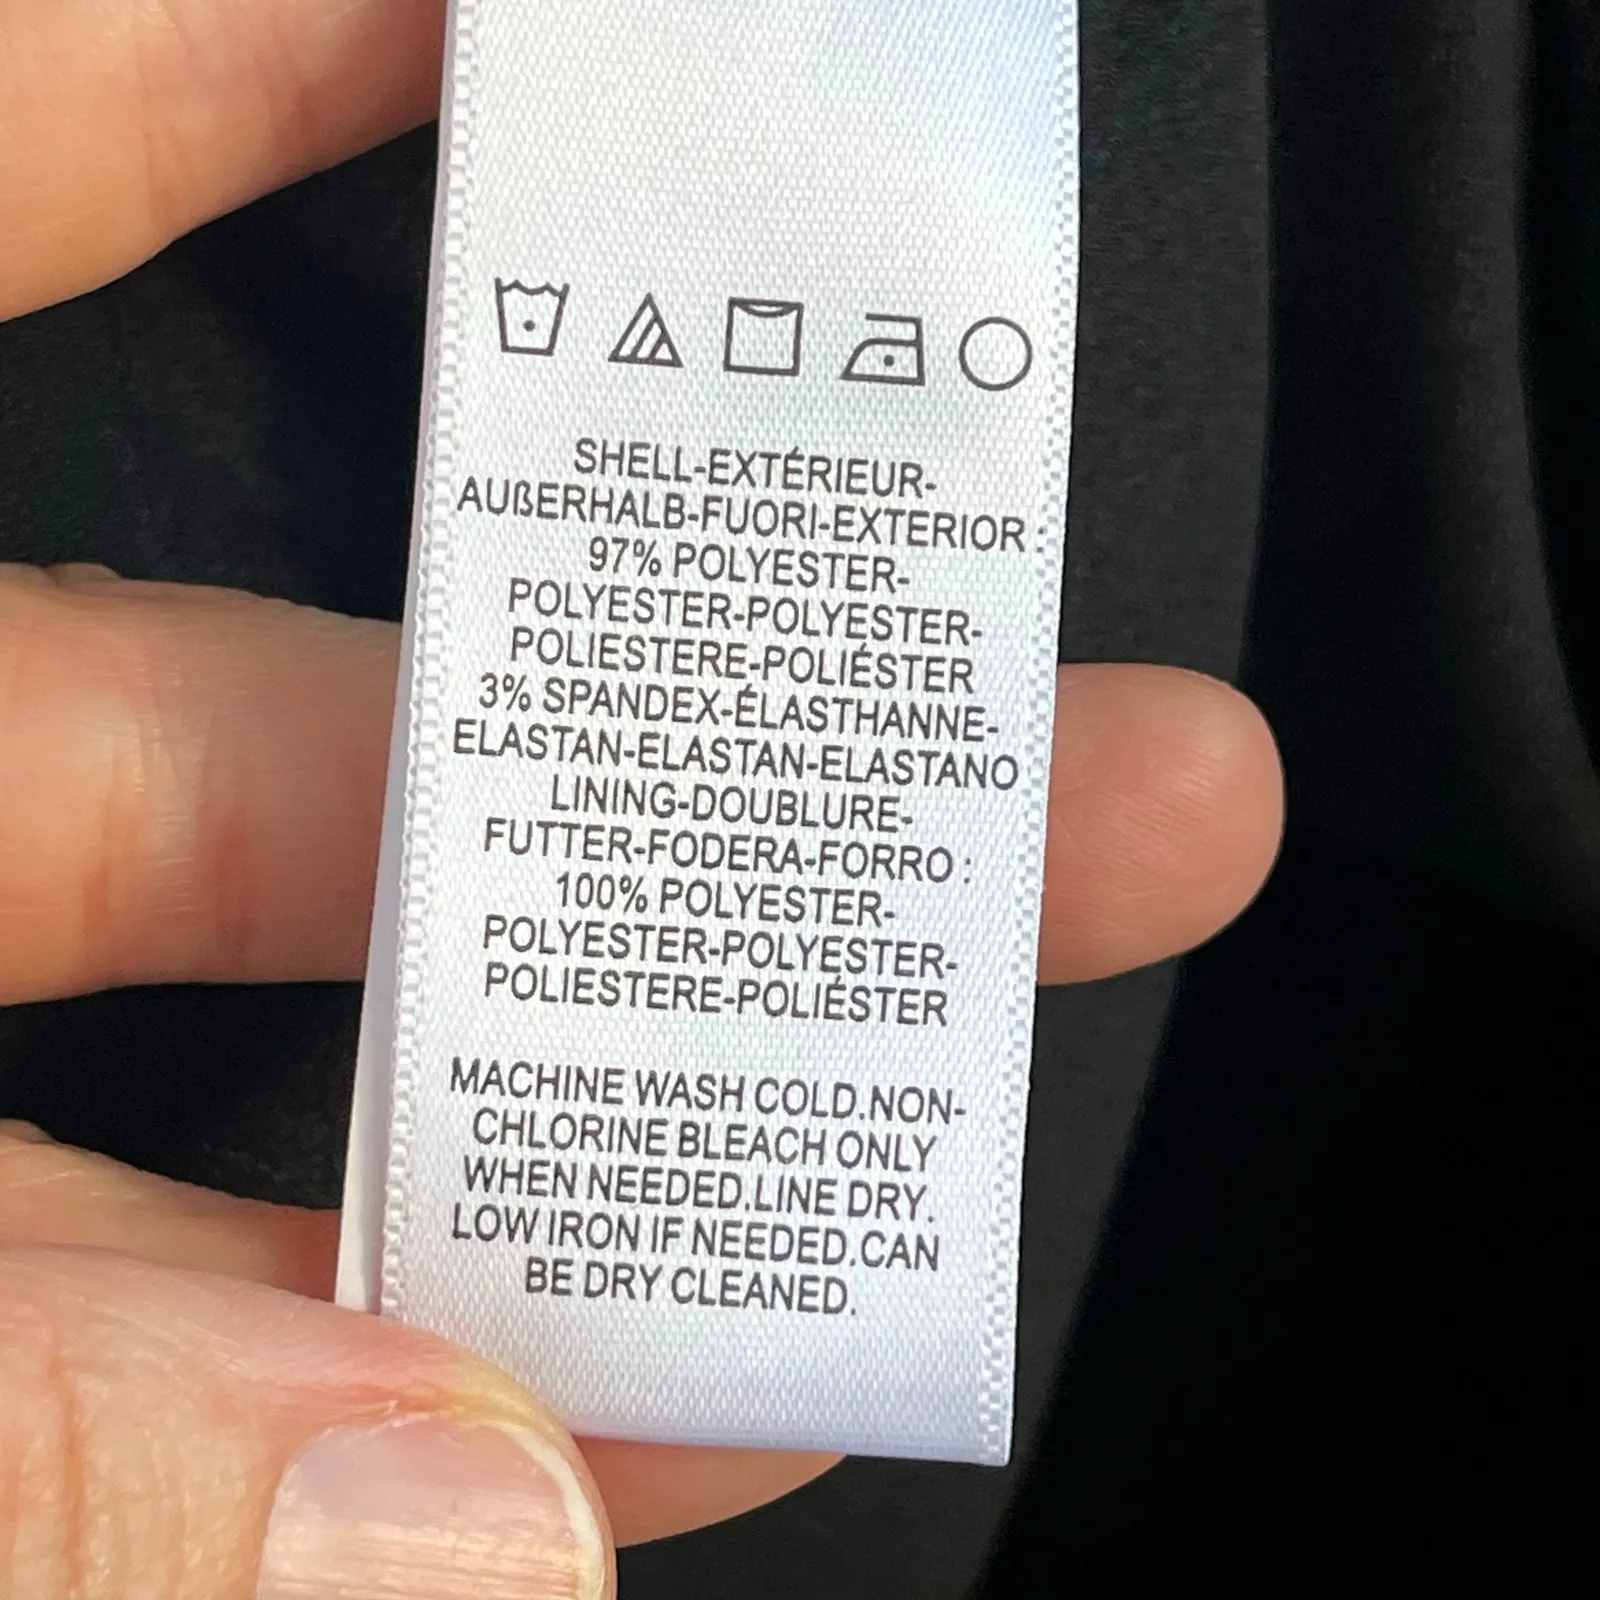 SHELL-EXTÉRIEUR-
AUßERHALB-FUORI-EXTERIOR :
97% POLYESTER-
POLYESTER-POLYESTER-
POLIESTERE-POLIÉSTER
3% SPANDEX-ÉLASTHANNE-
ELASTAN-ELASTAN-ELASTANO
LINING-DOUBLURE-
FUTTER-FODERA-FORRO :
100% POLYESTER-
POLYESTER-POLYESTER-
POLIESTERE-POLIÉSTER
MACHINE WASH COLD.NON-
CHLORINE BLEACH ONLY
WHEN NEEDED.LINE DRY.
LOW IRON IF NEEDED.CAN
BE DRY CLEANED.